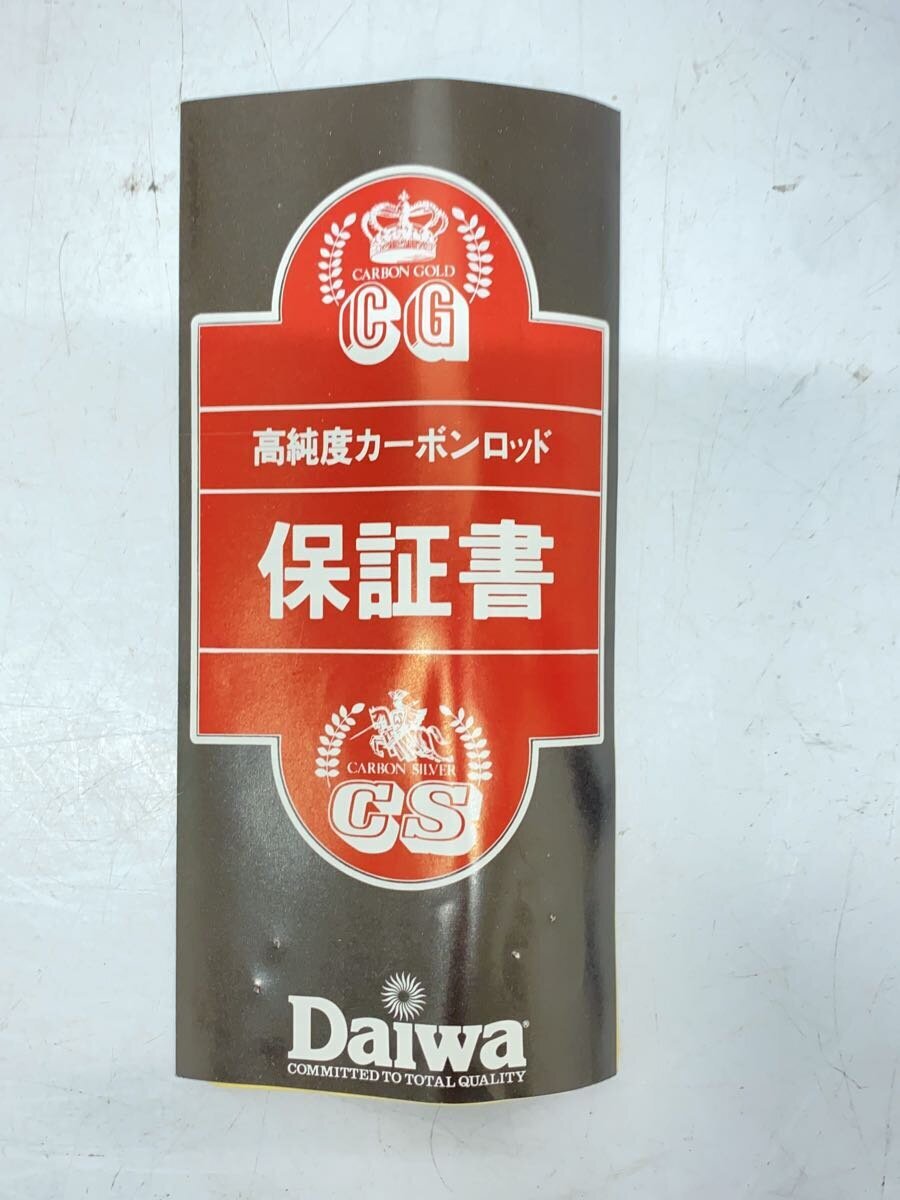 CARBON GOLD
CG
高純度カーボンロッド
保証書
CS
CARBON SILVER
CS
Daiwa®
COMMITTED TO TOTAL QUALITY